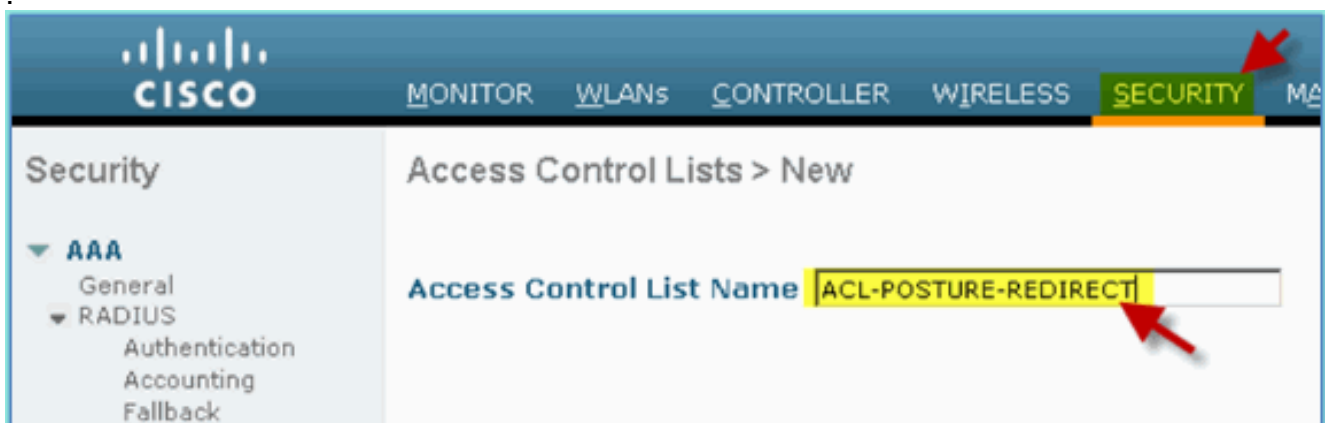 .
CISCO
MONITOR WLANs CONTROLLER WIRELESS SECURITY MA
Security
Access Control Lists > New
AAA
General
RADIUS
Authentication
Accounting
Fallback
Access Control List Name ACL-POSTURE-REDIRECT